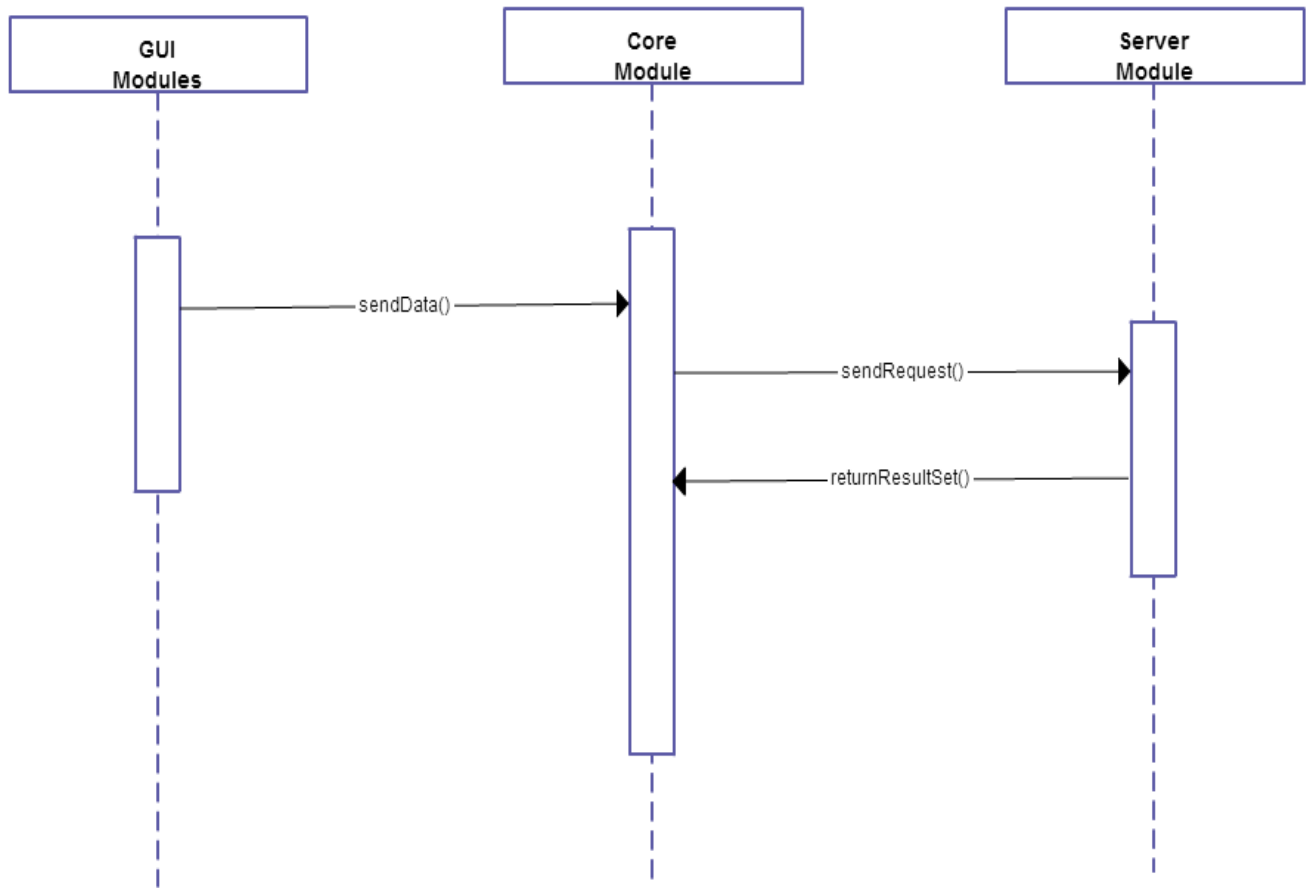 GUI
Modules
Core
Module
Server
Module
sendData()
sendRequest()
returnResultSet()